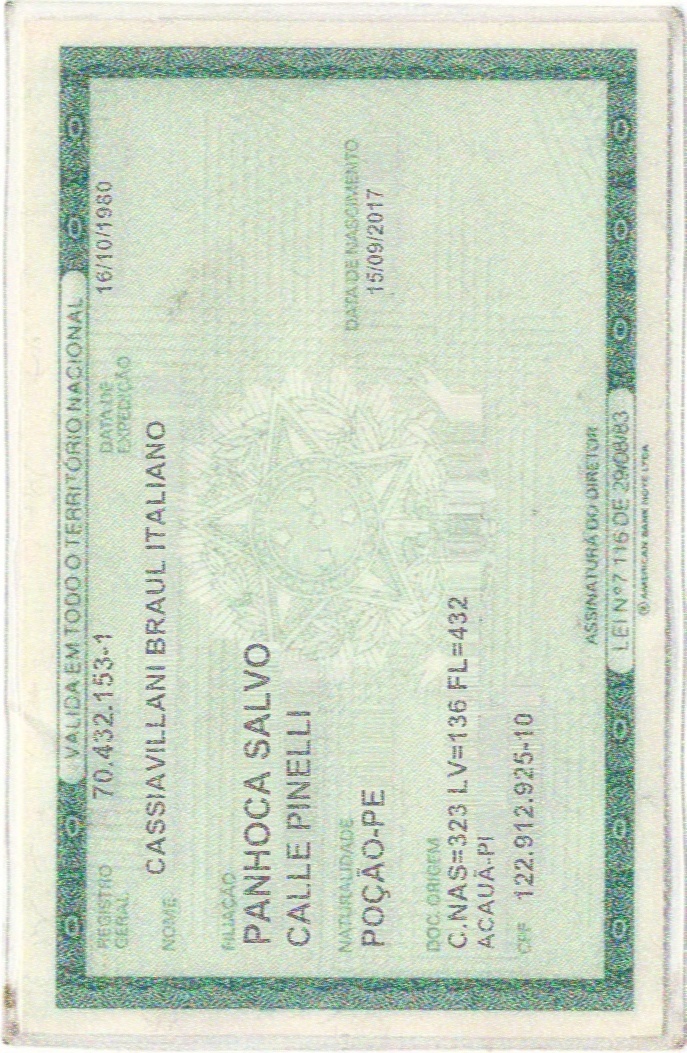 VÁLIDA EM TODO O TERRITÓRIO NACIONAL
REGISTRO GERAL 70.432.153-1 DATA DE EXPEDIÇÃO 16/10/1980
NOME CASSIAVILLANI BRAUL ITALIANO
FILIAÇÃO
PANHOCA SALVO
CALLE PINELLI
NATURALIDADE DATA DE NASCIMENTO
POÇÃO-PE 15/09/2017
DOC. ORIGEM
C.NAS=323 LV=136 FL=432
ACAUÃ-PI
CPF 122.912.925-10
ASSINATURA DO DIRETOR
LEI Nº 7 116 DE 29/08/83
® AMERICAN BANK NOTE LTDA